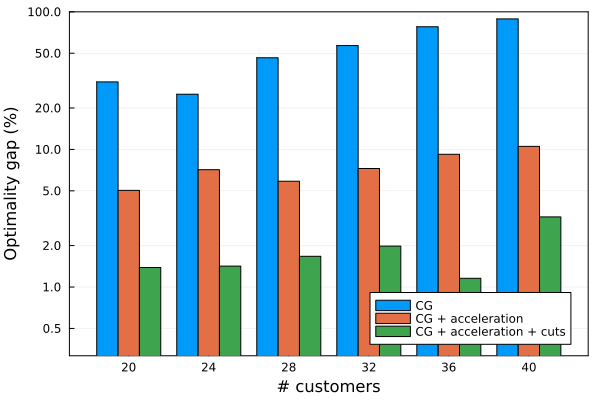 100.0
50.0
20.0
10.0
5.0
2.0
1.0
0.5
Optimality gap (%)
20 24 28 32 36 40
# customers
CG
CG + acceleration
CG + acceleration + cuts